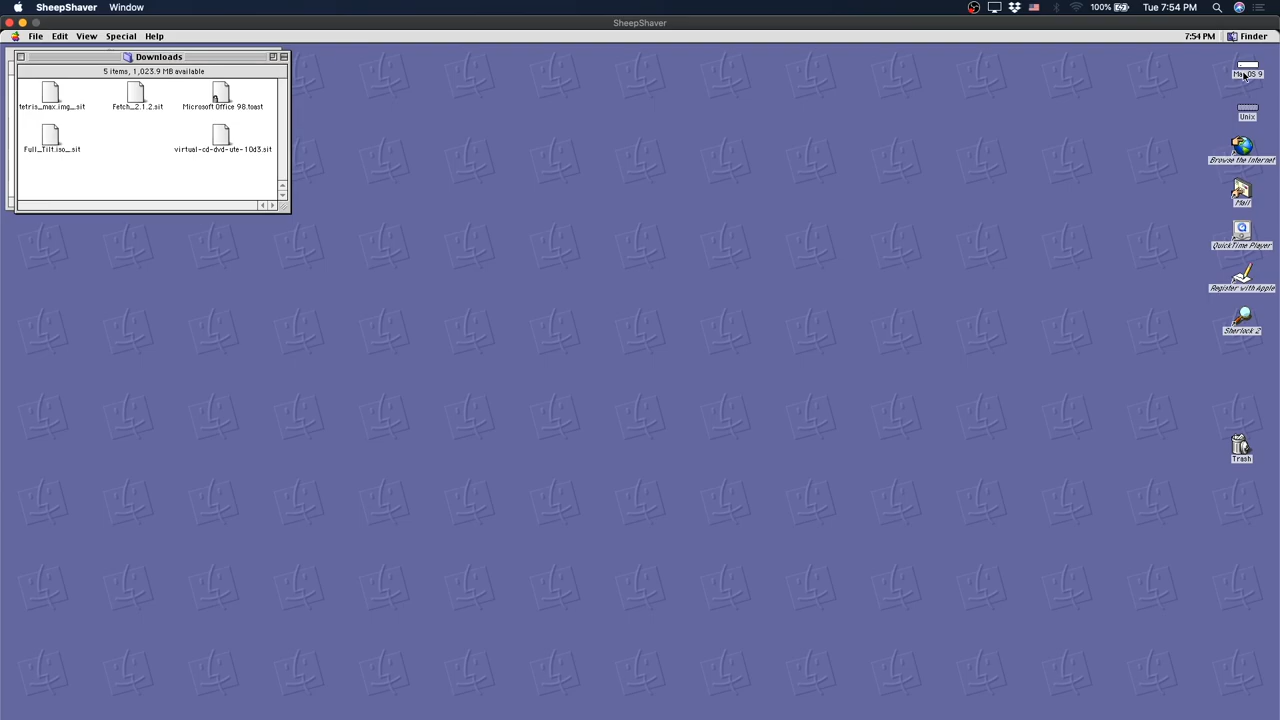 SheepShaver Window 100% Tue 7:54 PM
SheepShaver
File Edit View Special Help 7:54 PM Finder
Downloads
5 items, 1,023.9 MB available
tetris_max.img_.sit Fetch_2.1.2.sit Microsoft Office 98.toast
Full_Tilt.iso_.sit virtual-cd-dvd-ute-10d3.sit
Mac OS 9
Unix
Browse the Internet
Mail
QuickTime Player
Register with Apple
Sherlock 2
Trash